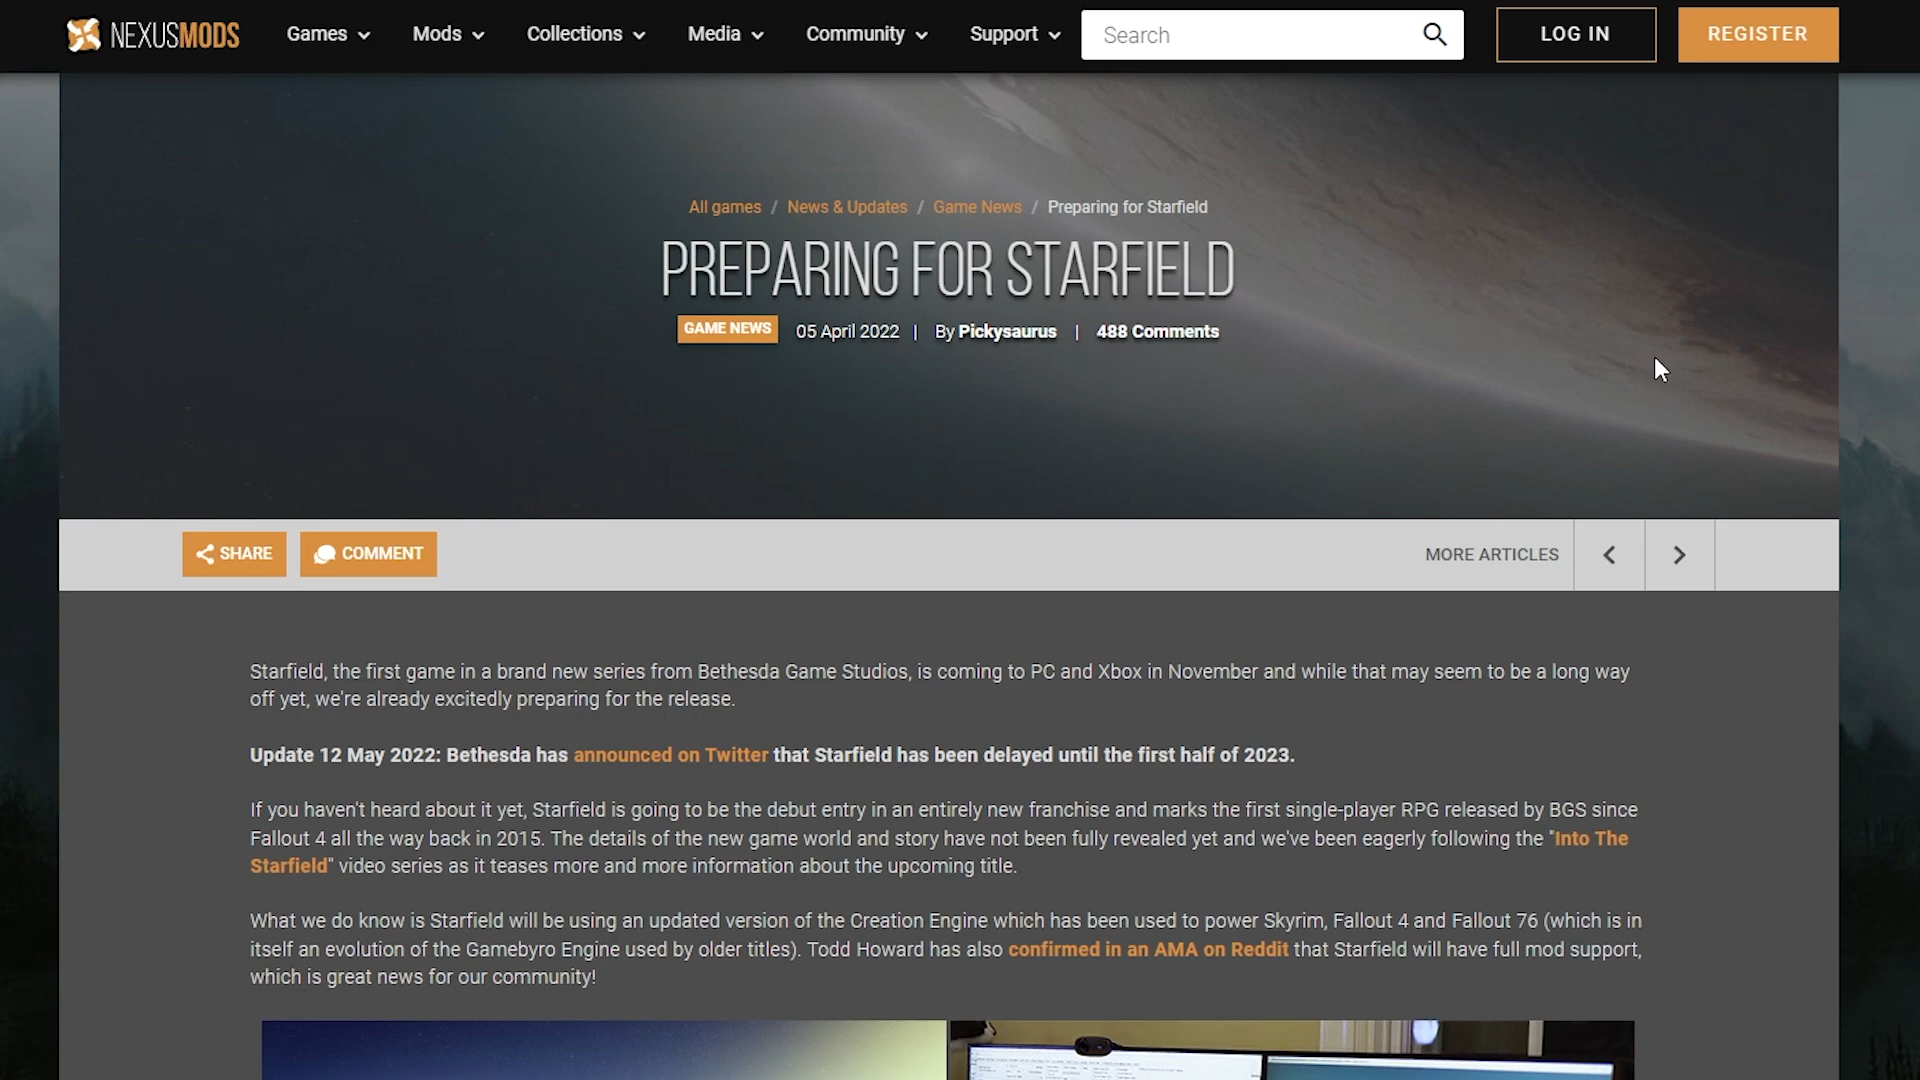 NEXUSMODS
Games
Mods
Collections
Media
Community
Support
Search
LOG IN
REGISTER
All games / News & Updates / Game News / Preparing for Starfield
PREPARING FOR STARFIELD
GAME NEWS 05 April 2022 | By Pickysaurus | 488 Comments
SHARE
COMMENT
MORE ARTICLES
Starfield, the first game in a brand new series from Bethesda Game Studios, is coming to PC and Xbox in November and while that may seem to be a long way
off yet, we're already excitedly preparing for the release.
Update 12 May 2022: Bethesda has announced on Twitter that Starfield has been delayed until the first half of 2023.
If you haven't heard about it yet, Starfield is going to be the debut entry in an entirely new franchise and marks the first single-player RPG released by BGS since
Fallout 4 all the way back in 2015. The details of the new game world and story have not been fully revealed yet and we've been eagerly following the "Into The
Starfield" video series as it teases more and more information about the upcoming title.
What we do know is Starfield will be using an updated version of the Creation Engine which has been used to power Skyrim, Fallout 4 and Fallout 76 (which is in
itself an evolution of the Gamebyro Engine used by older titles). Todd Howard has also confirmed in an AMA on Reddit that Starfield will have full mod support,
which is great news for our community!